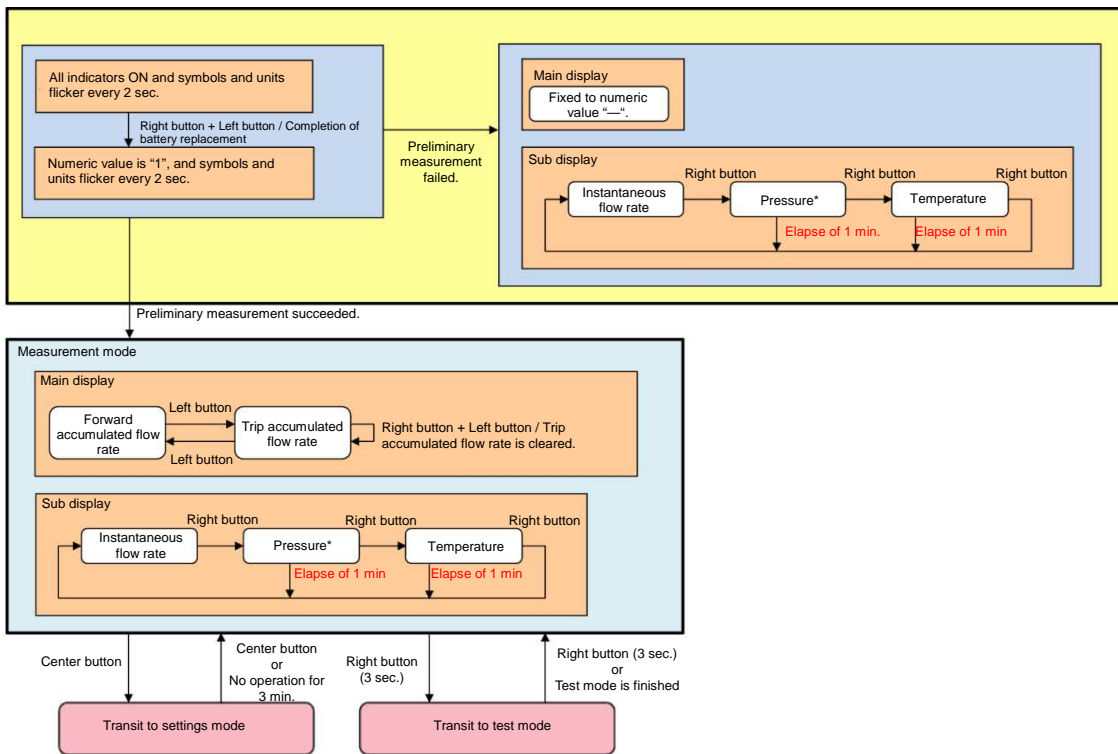 All indicators ON and symbols and units
flicker every 2 sec.
Right button + Left button / Completion of
battery replacement
Numeric value is “1”, and symbols and
units flicker every 2 sec.
Preliminary
measurement
failed.
Main display
Fixed to numeric
value “—“.
Sub display
Right button
Right button
Right button
Instantaneous
flow rate
Pressure*
Temperature
Elapse of 1 min.
Elapse of 1 min
Preliminary measurement succeeded.
Measurement mode
Main display
Forward
accumulated flow
rate
Left button
Left button
Trip accumulated
flow rate
Right button + Left button / Trip
accumulated flow rate is cleared.
Sub display
Right button
Right button
Right button
Instantaneous
flow rate
Pressure*
Temperature
Elapse of 1 min
Elapse of 1 min
Center button
Center button
or
No operation for
3 min.
Right button
(3 sec.)
Right button (3 sec.)
or
Test mode is finished
Transit to settings mode
Transit to test mode